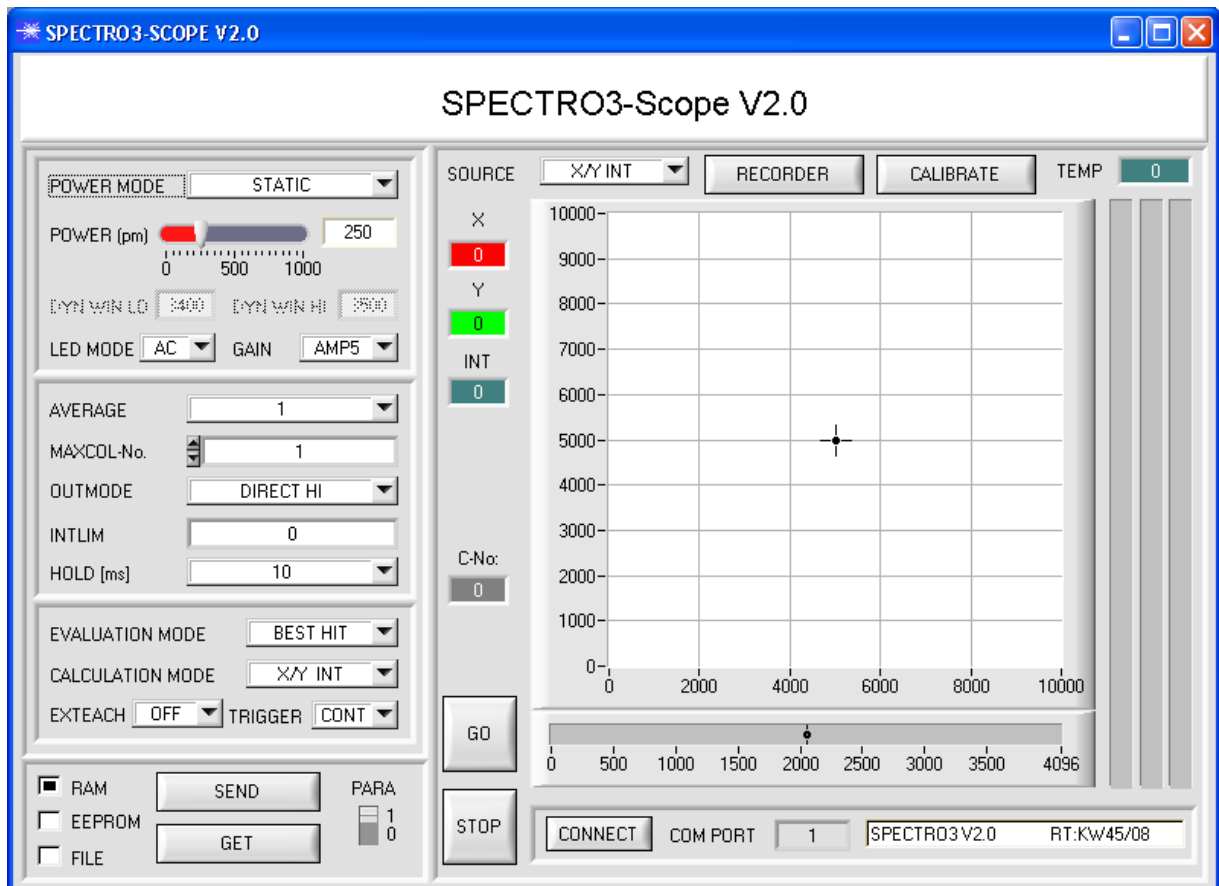 SPECTRO3-SCOPE V2.0
SPECTRO3-Scope V2.0
POWER MODE STATIC
POWER (pm) 250
0 500 1000
DYN WIN LO 3400 DYN WIN HI 3500
LED MODE AC GAIN AMP5
AVERAGE 1
MAXCOL-No. 1
OUTMODE DIRECT HI
INTLIM 0
HOLD [ms] 10
EVALUATION MODE BEST HIT
CALCULATION MODE X/Y INT
EXTEACH OFF TRIGGER CONT
RAM
EEPROM
FILE
SEND
GET
PARA
1
0
SOURCE X/Y INT RECORDER CALIBRATE TEMP 0
X
0
Y
0
INT
0
C-No:
0
GO
STOP
10000
9000
8000
7000
6000
5000
4000
3000
2000
1000
0
0 2000 4000 6000 8000 10000
0 500 1000 1500 2000 2500 3000 3500 4096
CONNECT COM PORT 1 SPECTRO3 V2.0 RT:KW45/08